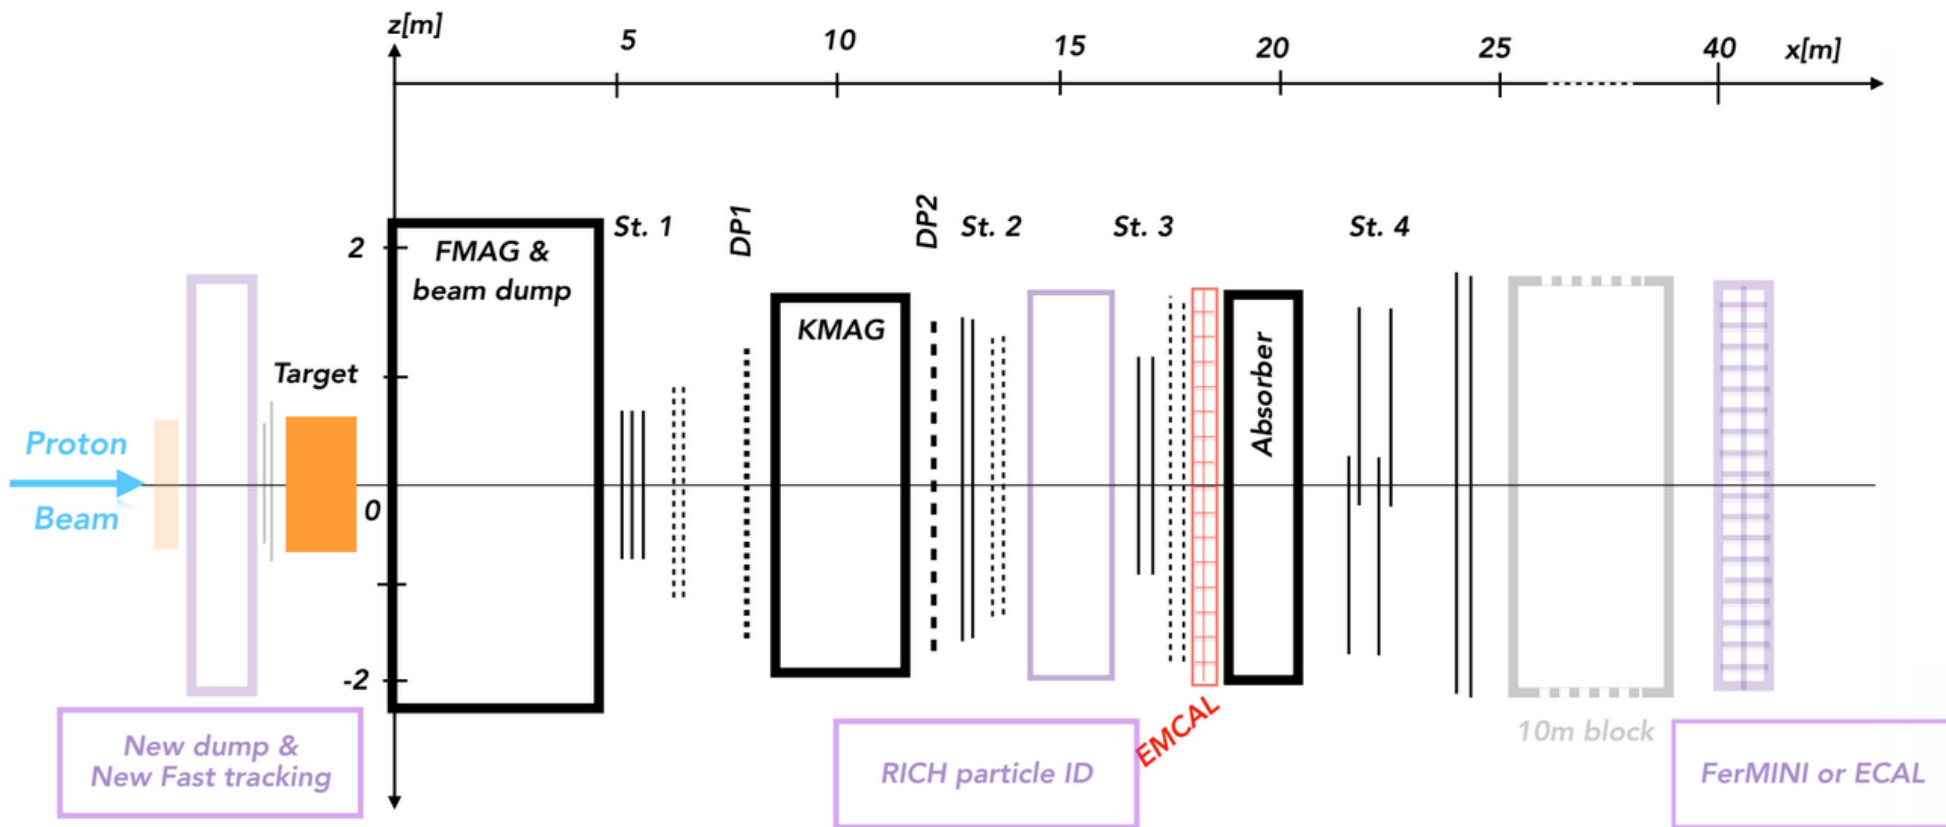 z[m]
5
10
15
20
25
40
x[m]
2
0
-2
FMAG &
beam dump
St. 1
DP1
KMAG
DP2
St. 2
St. 3
Absorber
St. 4
Target
Proton
Beam
EMCAL
10m block
New dump &
New Fast tracking
RICH particle ID
FerMINI or ECAL